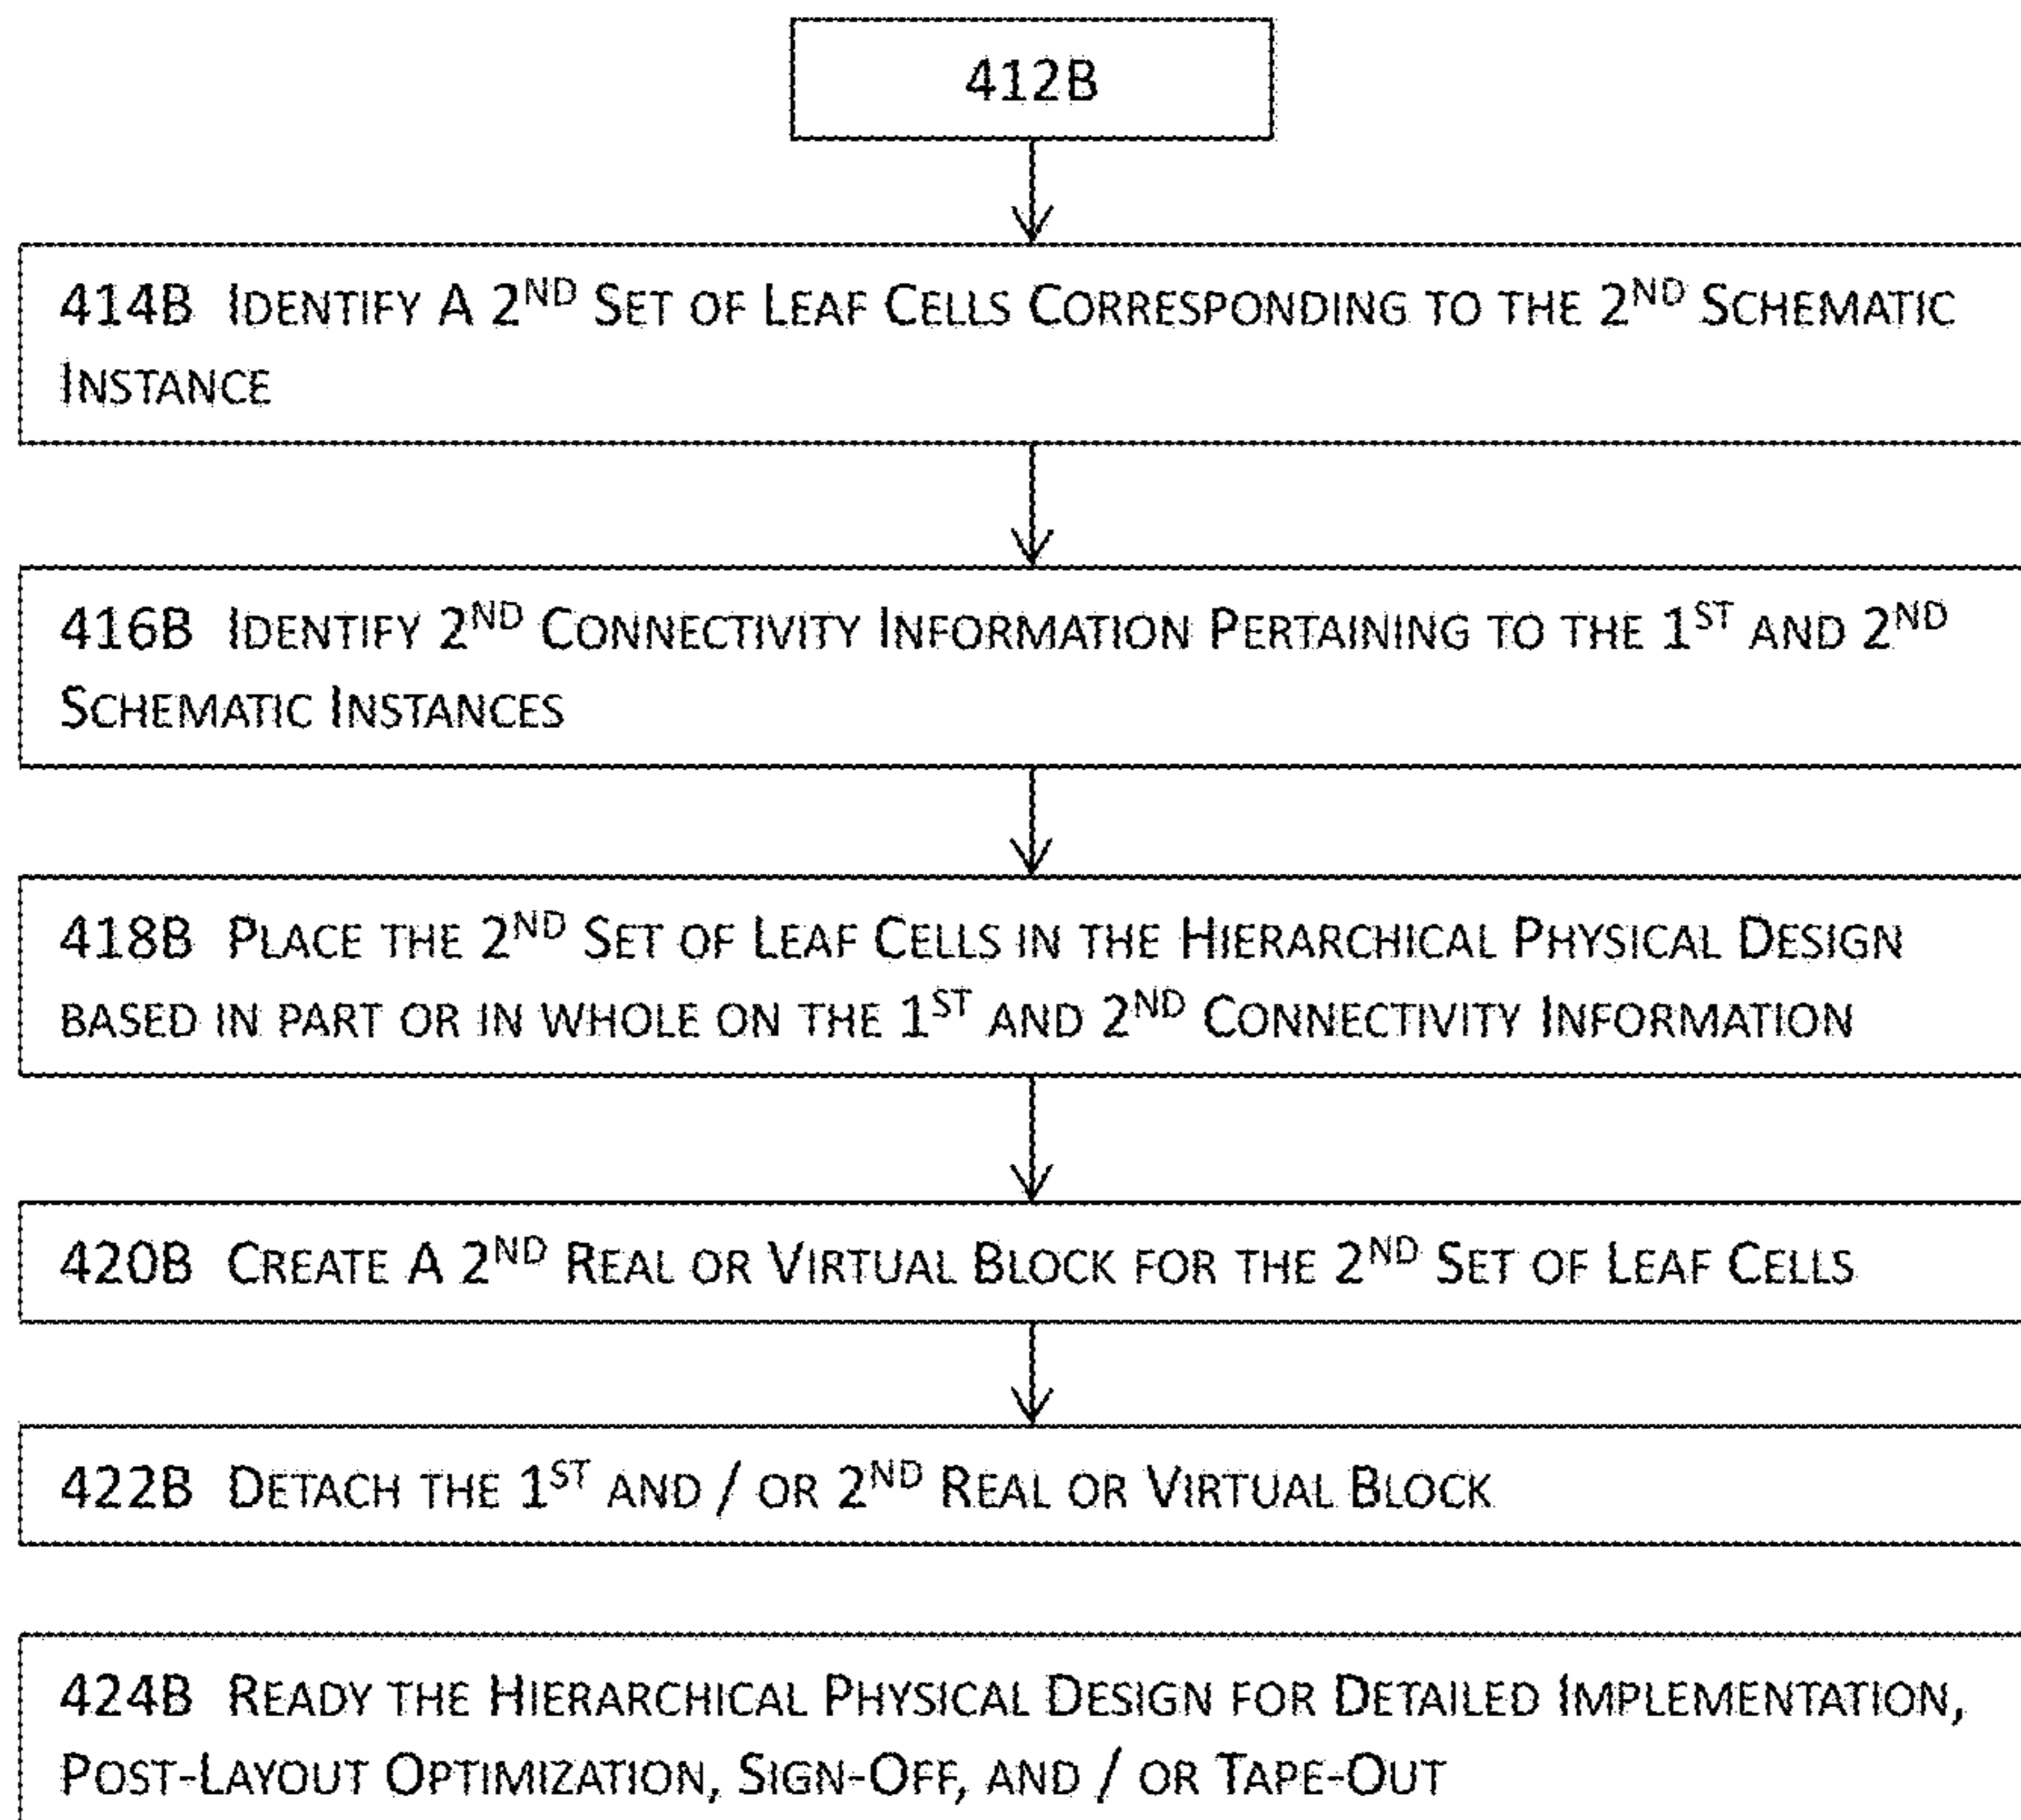 412B
414B IDENTIFY A 2ND SET OF LEAF CELLS CORRESPONDING TO THE 2ND SCHEMATIC
INSTANCE
416B IDENTIFY 2ND CONNECTIVITY INFORMATION PERTAINING TO THE 1ST AND 2ND
SCHEMATIC INSTANCES
418B PLACE THE 2ND SET OF LEAF CELLS IN THE HIERARCHICAL PHYSICAL DESIGN
BASED IN PART OR IN WHOLE ON THE 1ST AND 2ND CONNECTIVITY INFORMATION
420B CREATE A 2ND REAL OR VIRTUAL BLOCK FOR THE 2ND SET OF LEAF CELLS
422B DETACH THE 1ST AND / OR 2ND REAL OR VIRTUAL BLOCK
424B READY THE HIERARCHICAL PHYSICAL DESIGN FOR DETAILED IMPLEMENTATION,
POST-LAYOUT OPTIMIZATION, SIGN-OFF, AND / OR TAPE-OUT